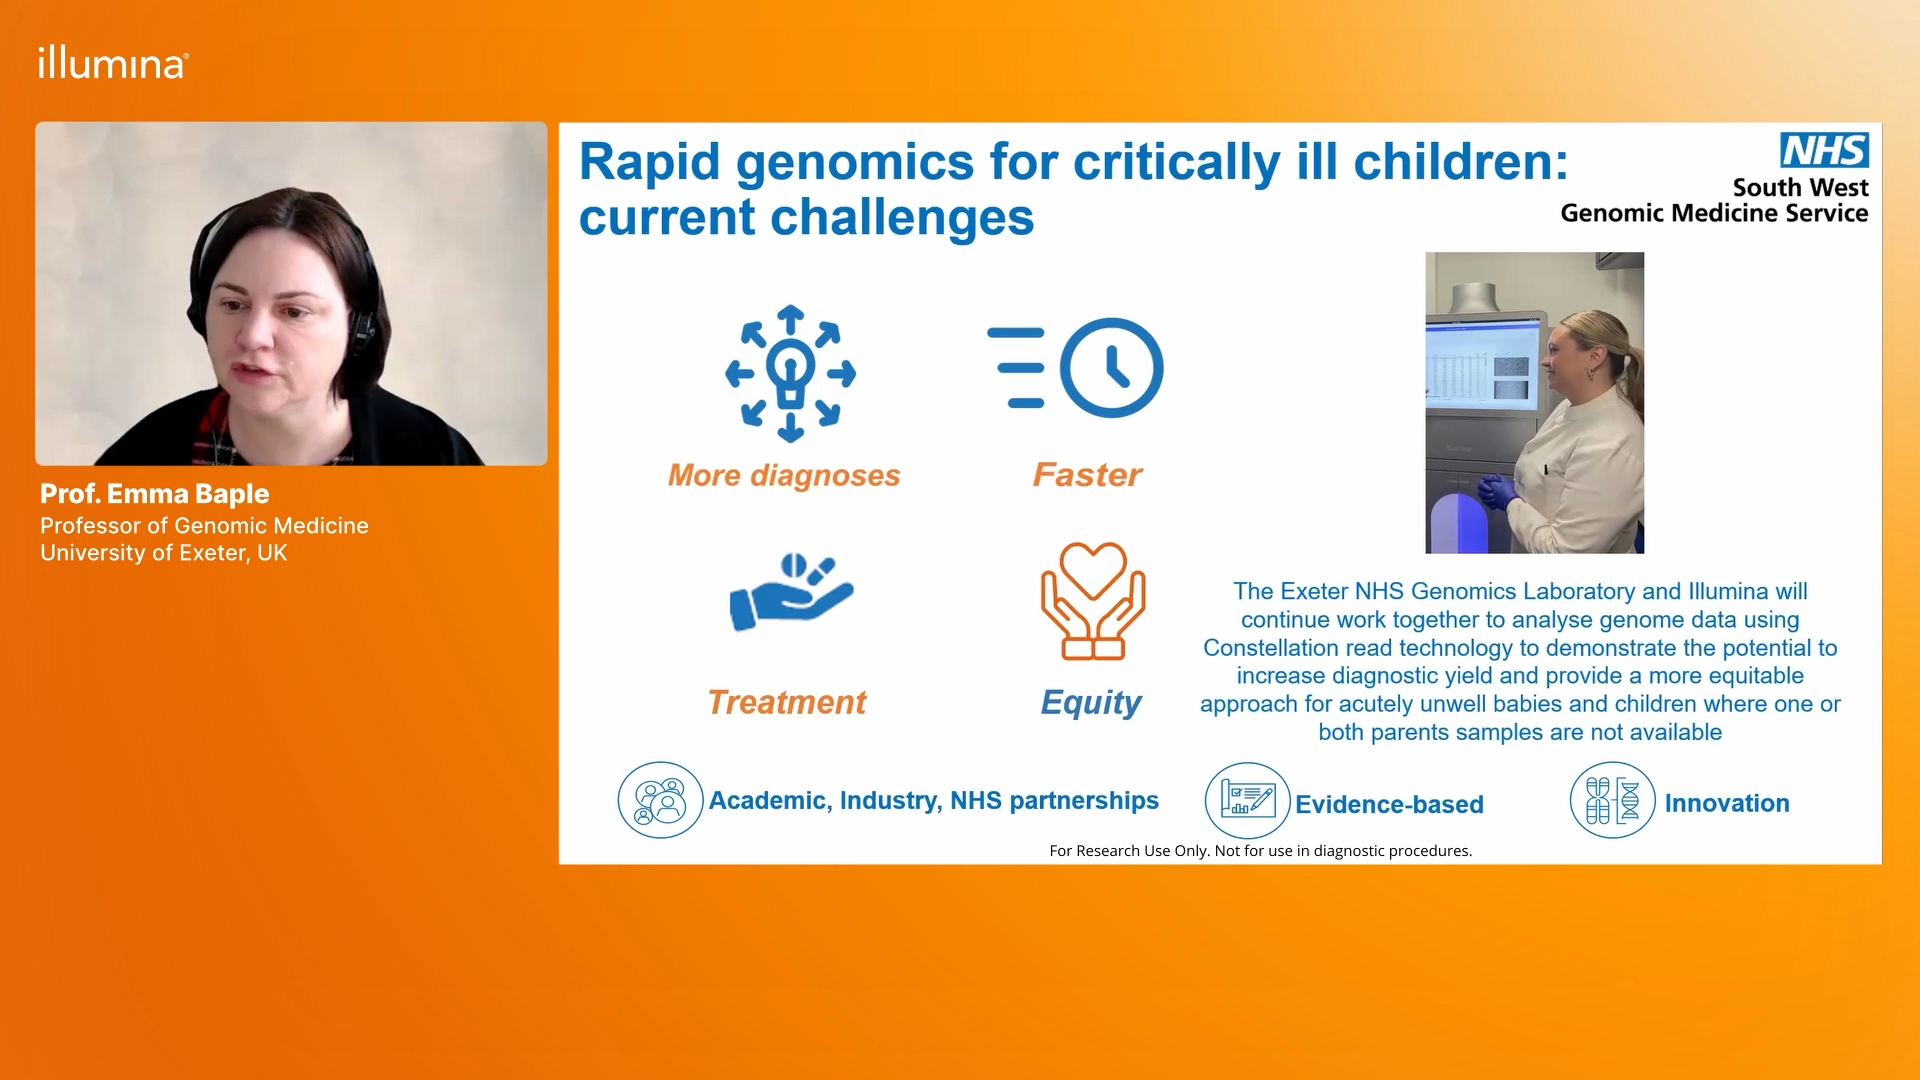 illumina®
Prof. Emma Baple
Professor of Genomic Medicine
University of Exeter, UK
Rapid genomics for critically ill children:
current challenges
NHS
South West
Genomic Medicine Service
More diagnoses
Faster
Treatment
Equity
The Exeter NHS Genomics Laboratory and Illumina will
continue work together to analyse genome data using
Constellation read technology to demonstrate the potential to
increase diagnostic yield and provide a more equitable
approach for acutely unwell babies and children where one or
both parents samples are not available
Academic, Industry, NHS partnerships
Evidence-based
Innovation
For Research Use Only. Not for use in diagnostic procedures.